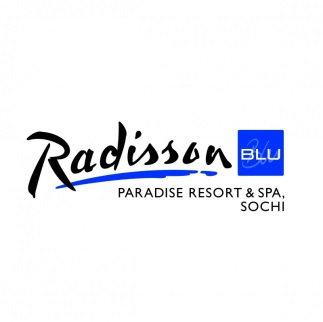 Radisson BLU
PARADISE RESORT & SPA,
SOCHI